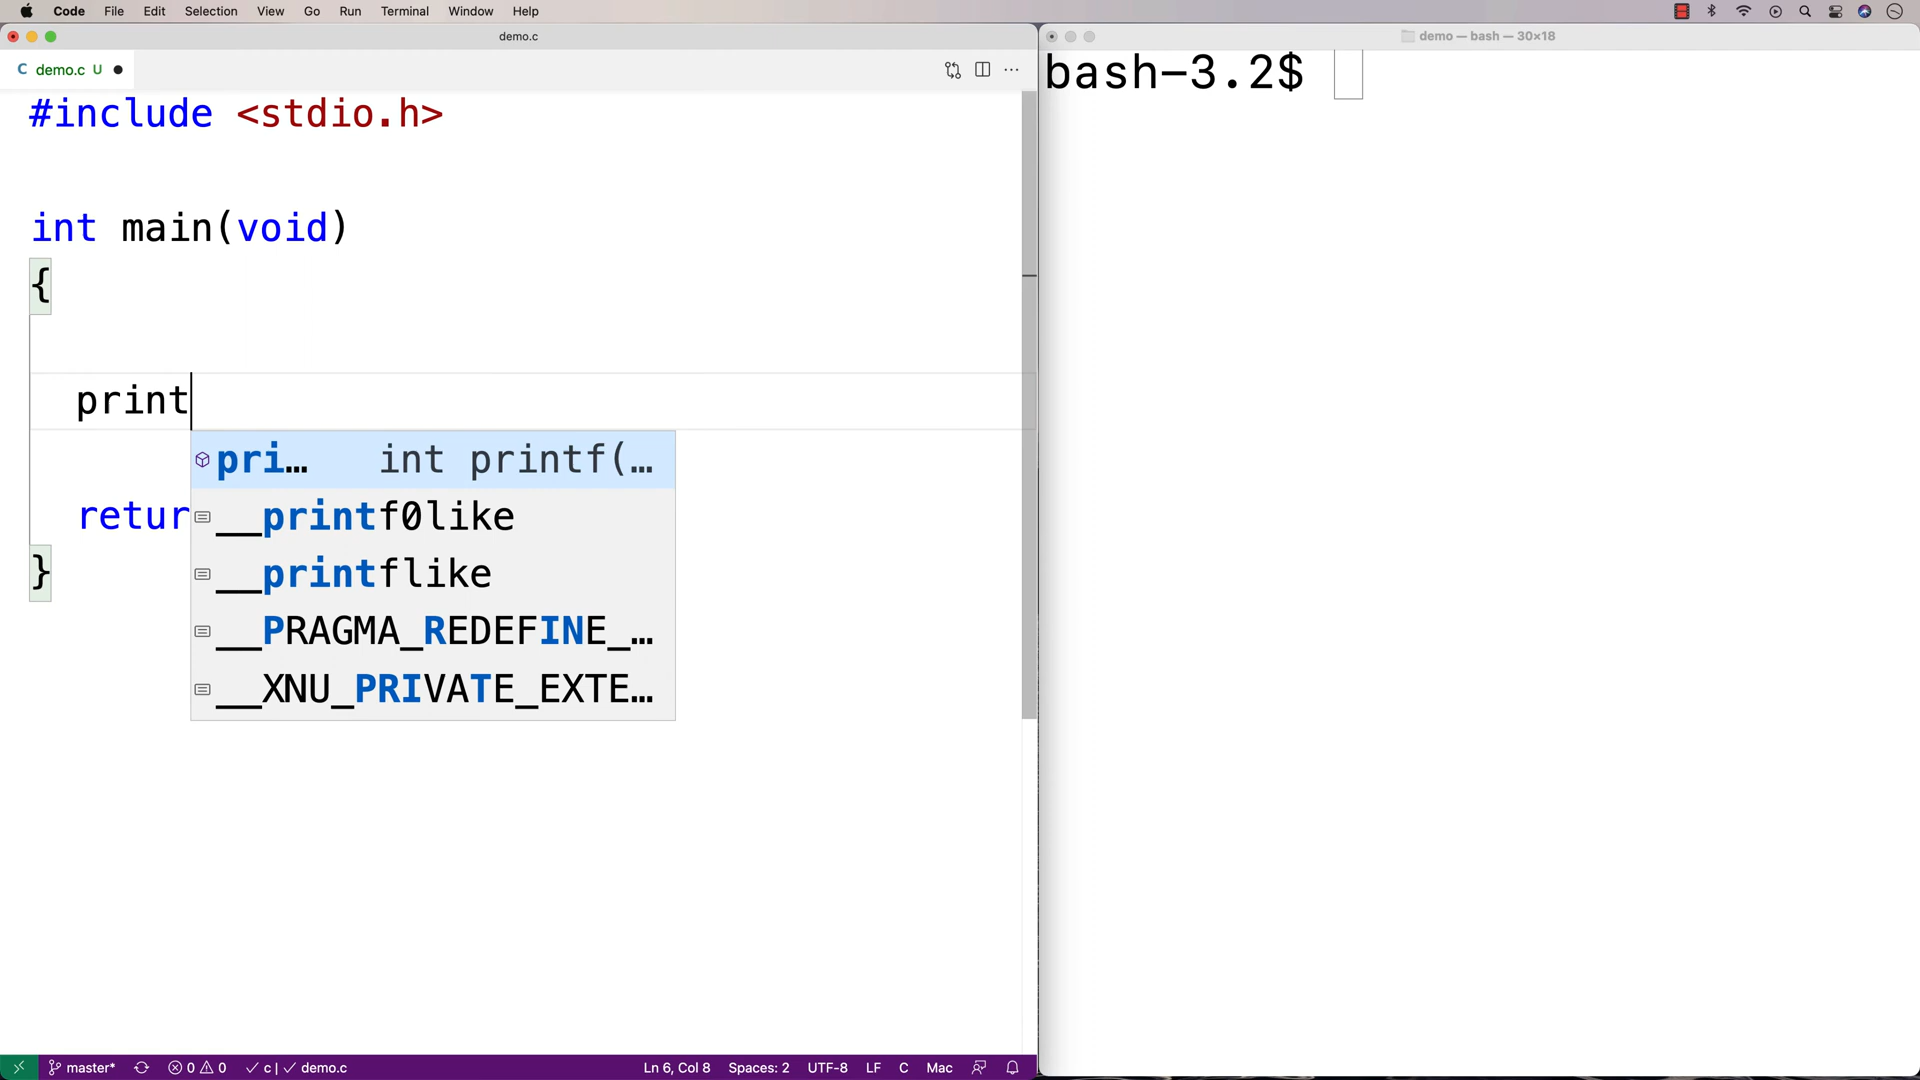 Code File Edit Selection View Go Run Terminal Window Help
demo.c
C demo.c U
#include <stdio.h>
int main(void)
{
print
pri… int printf(…
__printf0like
retur
__printflike
}
__PRAGMA_REDEFINE_…
__XNU_PRIVATE_EXTE…
master* 0 0 c | demo.c Ln 6, Col 8 Spaces: 2 UTF-8 LF C Mac
demo — bash — 30×18
bash-3.2$